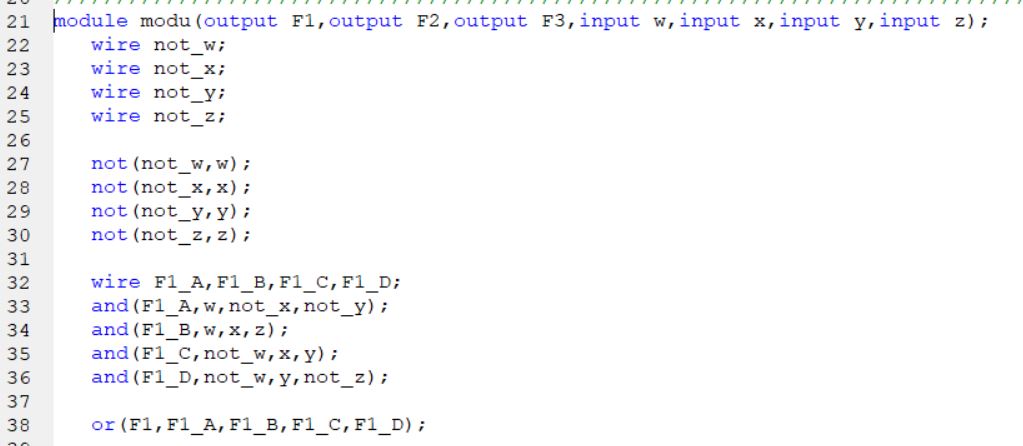 ////////////////////////////////////////////////////////////////////////////////
21 module modu(output F1,output F2,output F3,input w,input x,input y,input z);
22 wire not_w;
23 wire not_x;
24 wire not_y;
25 wire not_z;
26
27 not(not_w,w);
28 not(not_x,x);
29 not(not_y,y);
30 not(not_z,z);
31
32 wire F1_A,F1_B,F1_C,F1_D;
33 and(F1_A,w,not_x,not_y);
34 and(F1_B,w,x,z);
35 and(F1_C,not_w,x,y);
36 and(F1_D,not_w,y,not_z);
37
38 or(F1,F1_A,F1_B,F1_C,F1_D);